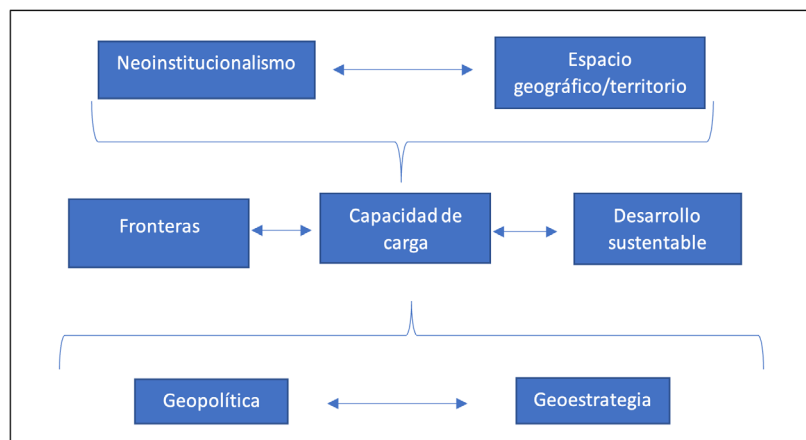 Neoinstitucionalismo
Espacio
geográfico/territorio
Fronteras
Capacidad de
carga
Desarrollo
sustentable
Geopolítica
Geoestrategia